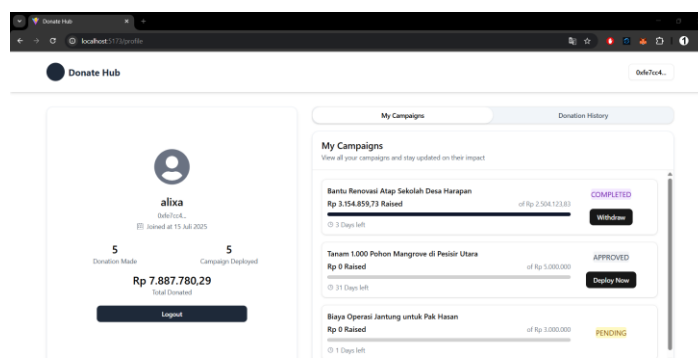 Donate Hub
localhost:5173/profile
Donate Hub
0xfe7cc4...
alixa
0xfe7cc4...
Joined at 15 Juli 2025
5
Donation Made
5
Campaign Deployed
Rp 7.887.780,29
Total Donated
Logout
My Campaigns
Donation History
My Campaigns
View all your campaigns and stay updated on their impact
Bantu Renovasi Atap Sekolah Desa Harapan
Rp 3.154.859,73 Raised
of Rp 2,504,123.83
3 Days left
COMPLETED
Withdraw
Tanam 1.000 Pohon Mangrove di Pesisir Utara
Rp 0 Raised
of Rp 5.000.000
31 Days left
APPROVED
Deploy Now
Biaya Operasi Jantung untuk Pak Hasan
Rp 0 Raised
of Rp 3.000.000
1 Days left
PENDING